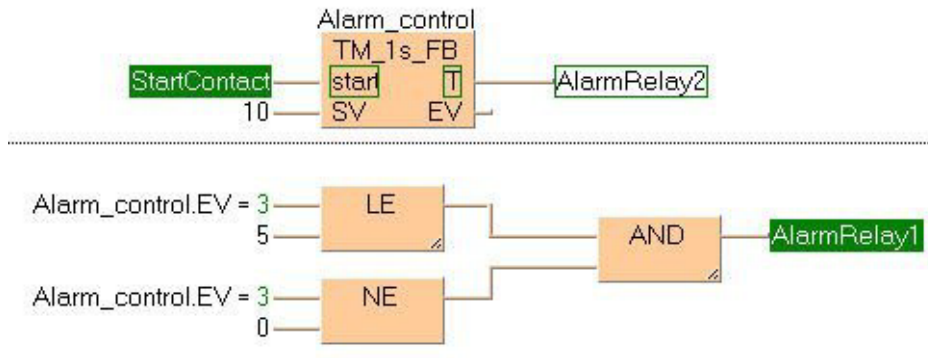 Alarm_control
TM_1s_FB
StartContact start T AlarmRelay2
10 SV EV
Alarm_control.EV = 3 LE
5 AND AlarmRelay1
Alarm_control.EV = 3 NE
0